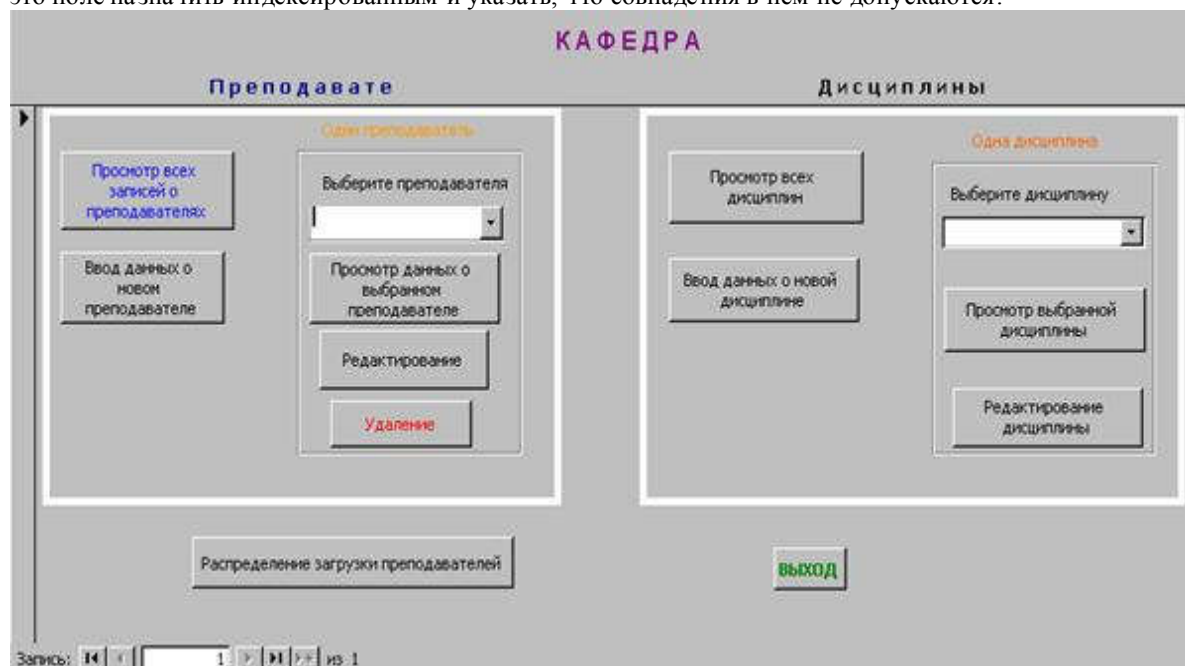 это поле назначить индексированным и указать, что совпадения в нем не допускаются.
КАФЕДРА
Преподавате
Дисциплины
Один преподаватель
Просмотр всех
записей о
преподавателях
Выберите преподавателя
Ввод данных о
новом
преподавателе
Просмотр данных о
выбранном
преподавателе
Редактирование
Удаление
Одна дисциплина
Просмотр всех
дисциплин
Выберите дисциплину
Ввод данных о новой
дисциплине
Просмотр выбранной
дисциплины
Редактирование
дисциплины
Распределение загрузки преподавателей
ВЫХОД
Запись: 1 из 1